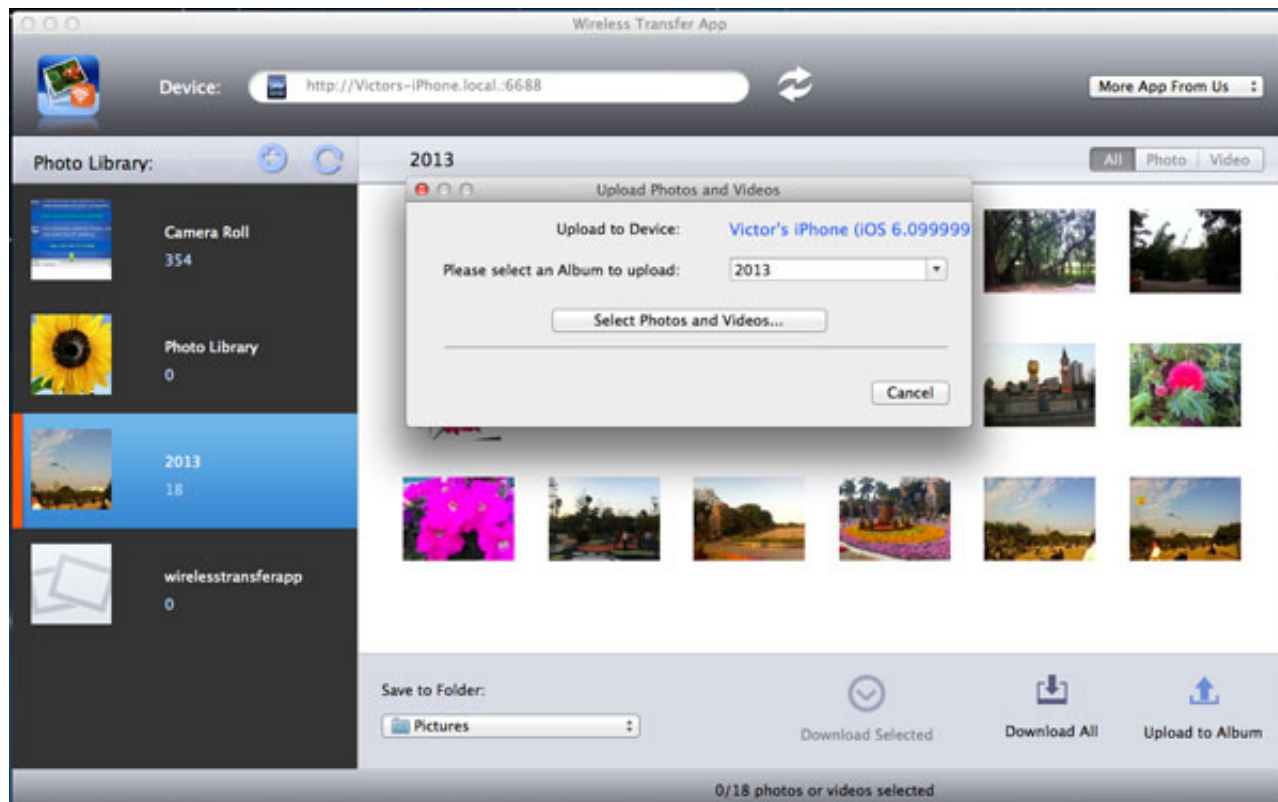 Wireless Transfer App
Device:
http://Victors-iPhone.local.:6688
More App From Us
Photo Library:
2013
All Photo Video
Camera Roll
354
Photo Library
0
2013
18
wirelesstransferapp
0
Upload Photos and Videos
Upload to Device: Victor's iPhone (iOS 6.099999
Please select an Album to upload: 2013
Select Photos and Videos...
Cancel
Save to Folder:
Pictures
Download Selected
Download All
Upload to Album
0/18 photos or videos selected